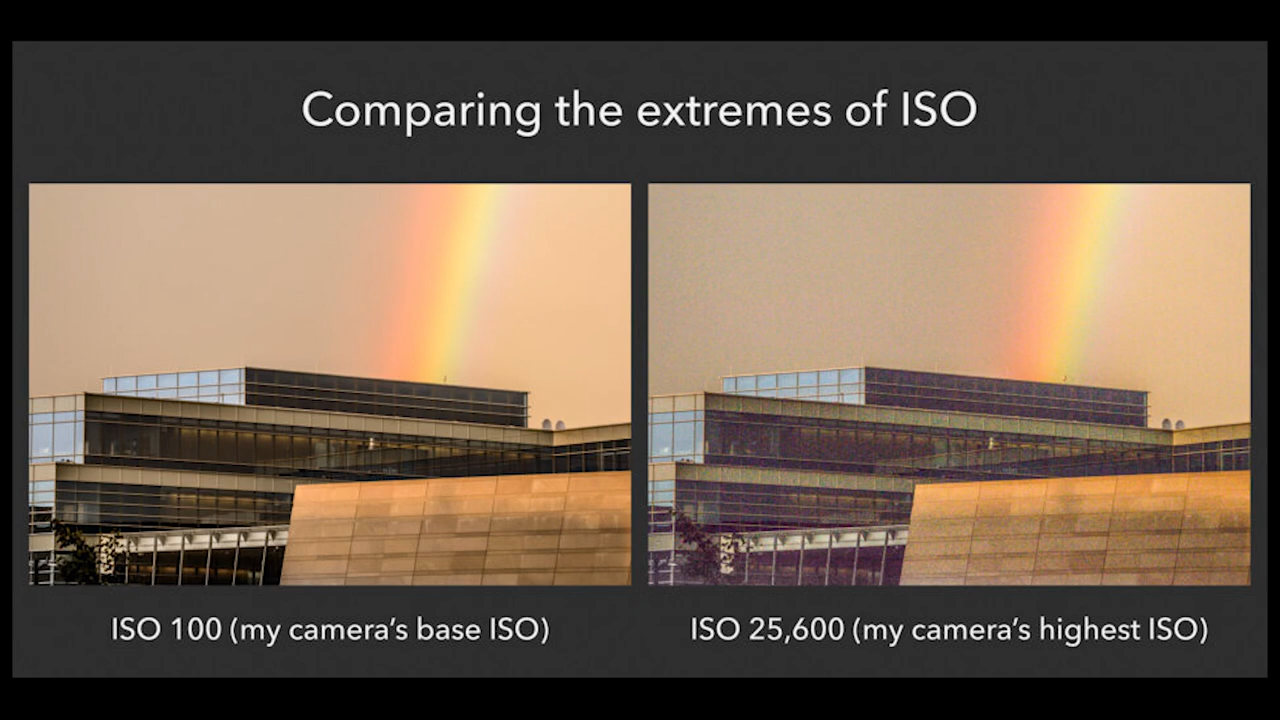 Comparing the extremes of ISO
ISO 100 (my camera’s base ISO)
ISO 25,600 (my camera’s highest ISO)